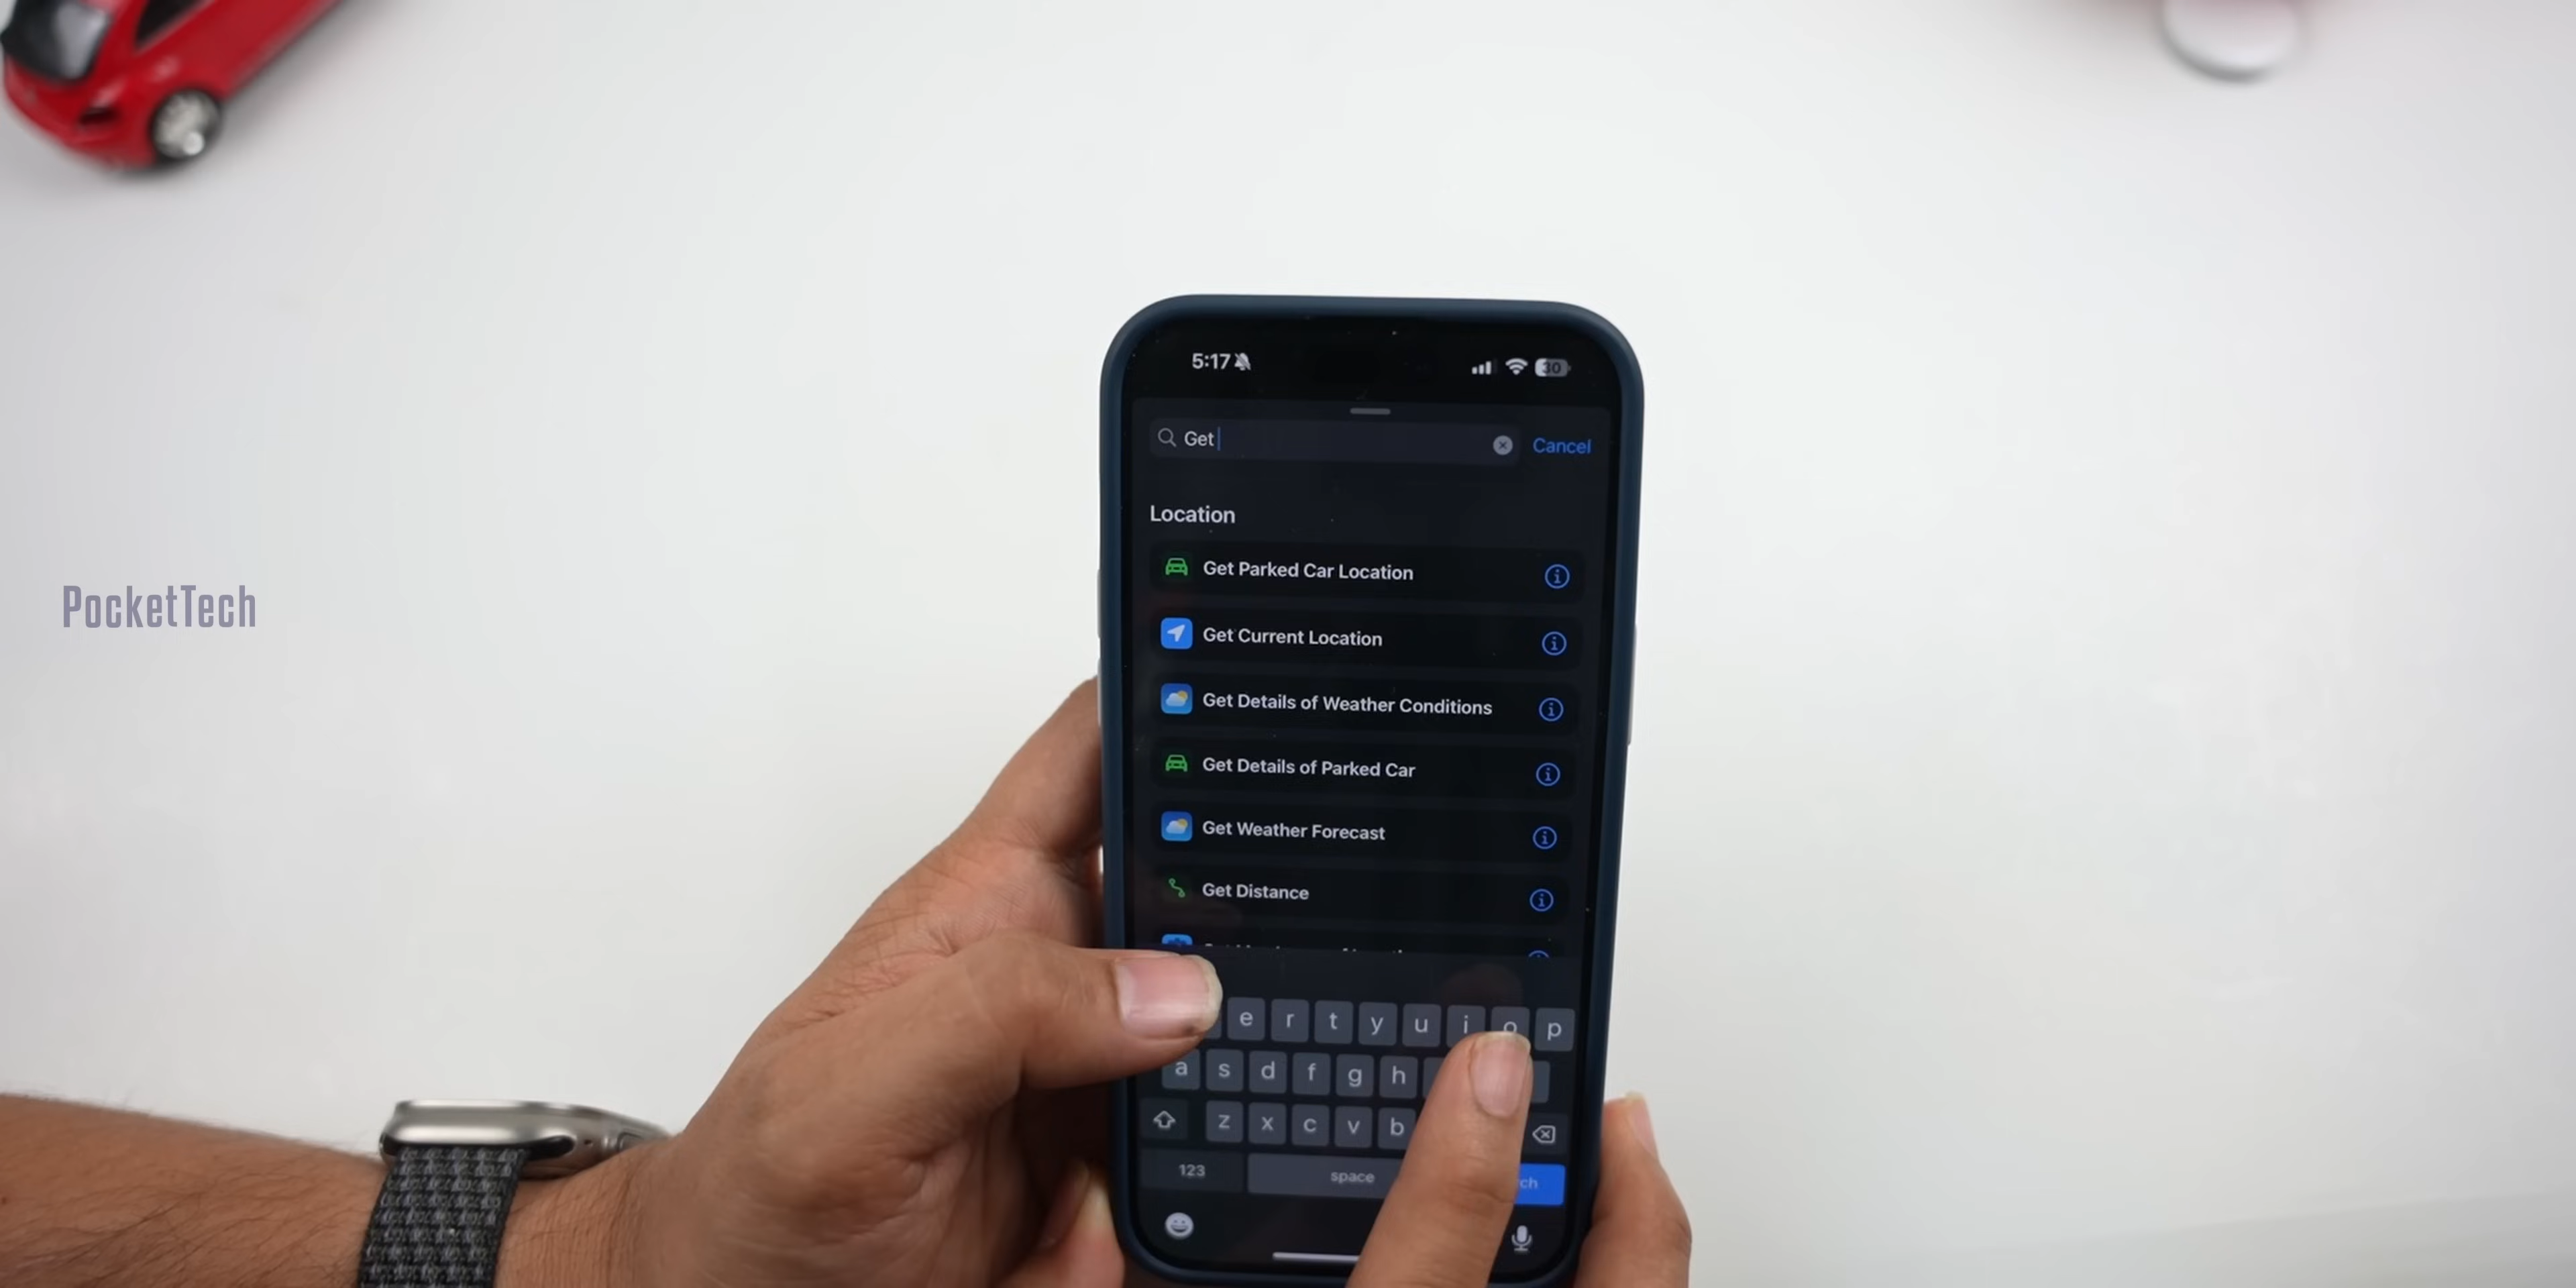 5:17
30
Get
Cancel
Location
Get Parked Car Location
Get Current Location
Get Details of Weather Conditions
Get Details of Parked Car
Get Weather Forecast
Get Distance
PocketTech
e r t y u i o p
a s d f g h
z x c v b
123
space